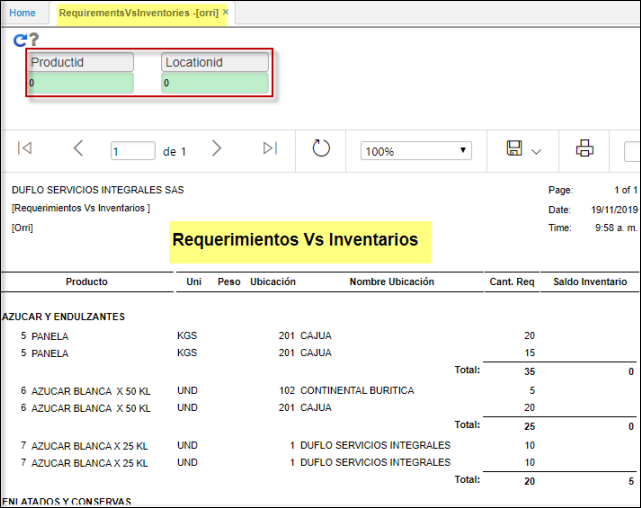 Home RequirementsVsInventories -[orri] ×
?
Productid Locationid
0 0
1 de 1 100%
DUFLO SERVICIOS INTEGRALES SAS Page: 1 of 1
[Requerimientos Vs Inventarios ] Date: 19/11/2019
[Orri] Time: 9:58 a. m.
Requerimientos Vs Inventarios
Producto Uni Peso Ubicación Nombre Ubicación Cant. Req Saldo Inventario
AZUCAR Y ENDULZANTES
5 PANELA KGS 201 CAJUA 20
5 PANELA KGS 201 CAJUA 15
Total: 35 0
6 AZUCAR BLANCA X 50 KL UND 102 CONTINENTAL BURITICA 5
6 AZUCAR BLANCA X 50 KL UND 201 CAJUA 20
Total: 25 0
7 AZUCAR BLANCA X 25 KL UND 1 DUFLO SERVICIOS INTEGRALES 10
7 AZUCAR BLANCA X 25 KL UND 1 DUFLO SERVICIOS INTEGRALES 10
Total: 20 5
ENLATADOS Y CONSERVAS